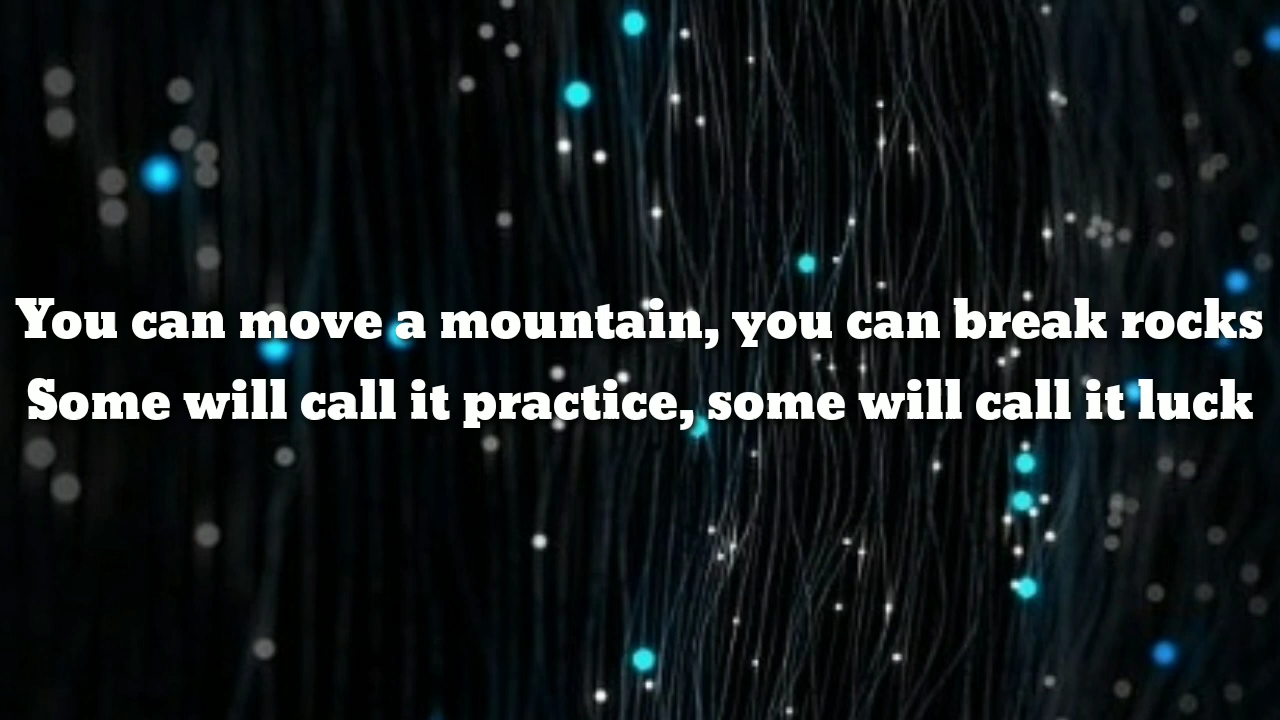 You can move a mountain, you can break rocks
Some will call it practice, some will call it luck